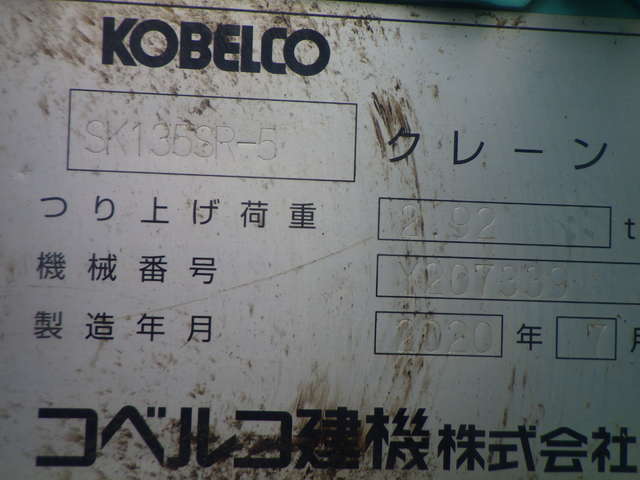 KOBELCO
SK135SR-5 クレーン
つり上げ荷重 2.92 t
機械番号 Y207339
製造年月 2020 年 7 月
コベルコ建機株式会社